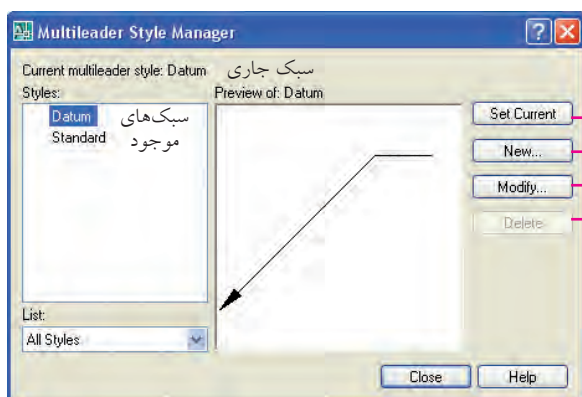 Multileader Style Manager
Current multileader style: Datum سبک جاری
Styles:
Preview of: Datum
Datum
Standard
سبک‌های
موجود
Set Current
New...
Modify...
Delete
List:
All Styles
Close
Help